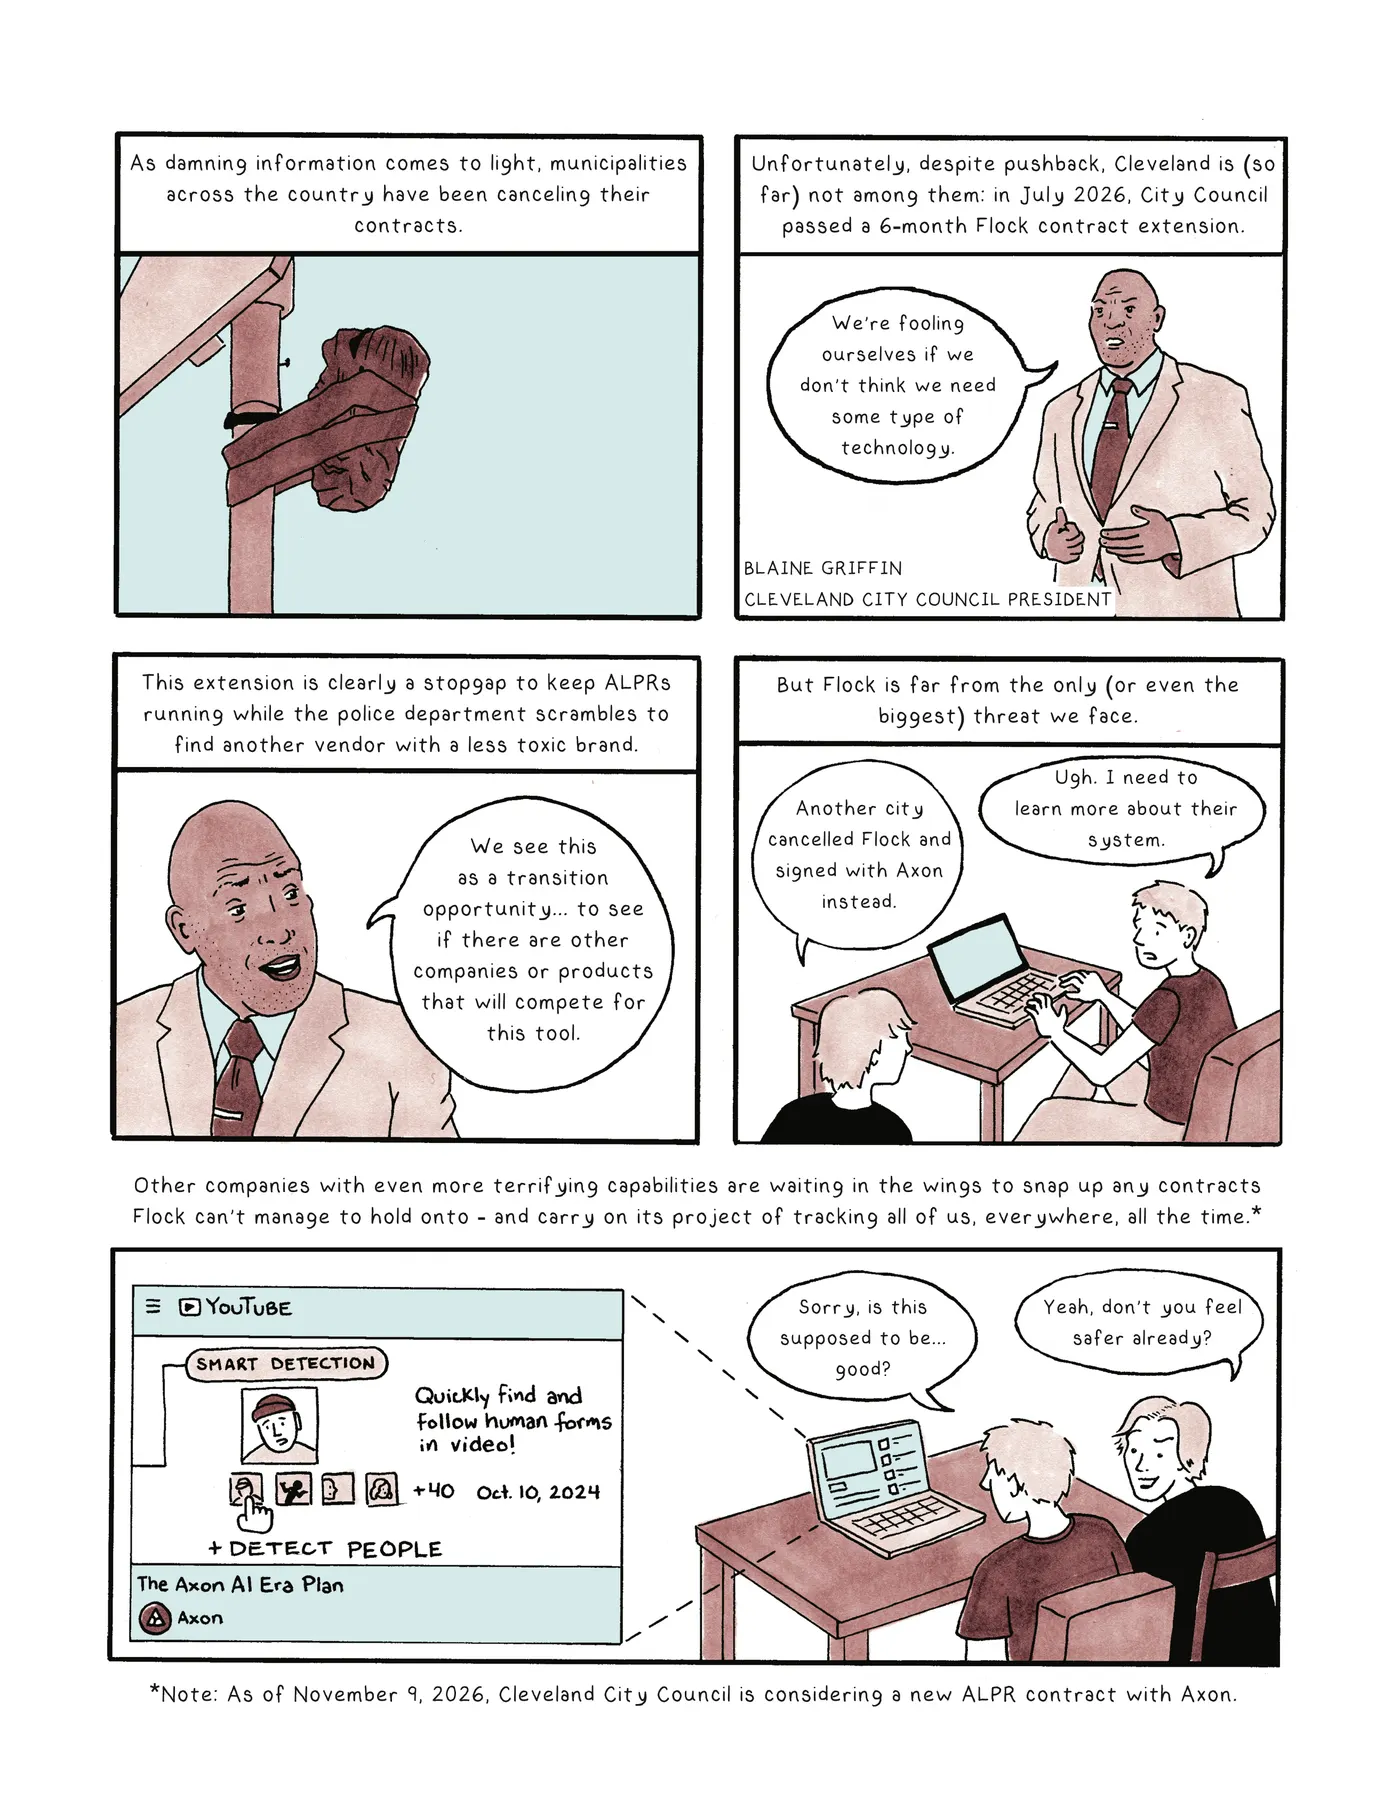 As damning information comes to light, municipalities
across the country have been canceling their
contracts.
Unfortunately, despite pushback, Cleveland is (so
far) not among them: in July 2026, City Council
passed a 6-month Flock contract extension.
We're fooling
ourselves if we
don't think we need
some type of
technology.
BLAINE GRIFFIN
CLEVELAND CITY COUNCIL PRESIDENT
This extension is clearly a stopgap to keep ALPRs
running while the police department scrambles to
find another vendor with a less toxic brand.
We see this
as a transition
opportunity... to see
if there are other
companies or products
that will compete for
this tool.
But Flock is far from the only (or even the
biggest) threat we face.
Another city
cancelled Flock and
signed with Axon
instead.
Ugh. I need to
learn more about their
system.
Other companies with even more terrifying capabilities are waiting in the wings to snap up any contracts
Flock can't manage to hold onto - and carry on its project of tracking all of us, everywhere, all the time.*
YouTube
SMART DETECTION
Quickly find and
follow human forms
in video!
+40 Oct. 10, 2024
+ DETECT PEOPLE
The Axon AI Era Plan
Axon
Sorry, is this
supposed to be...
good?
Yeah, don't you feel
safer already?
*Note: As of November 9, 2026, Cleveland City Council is considering a new ALPR contract with Axon.